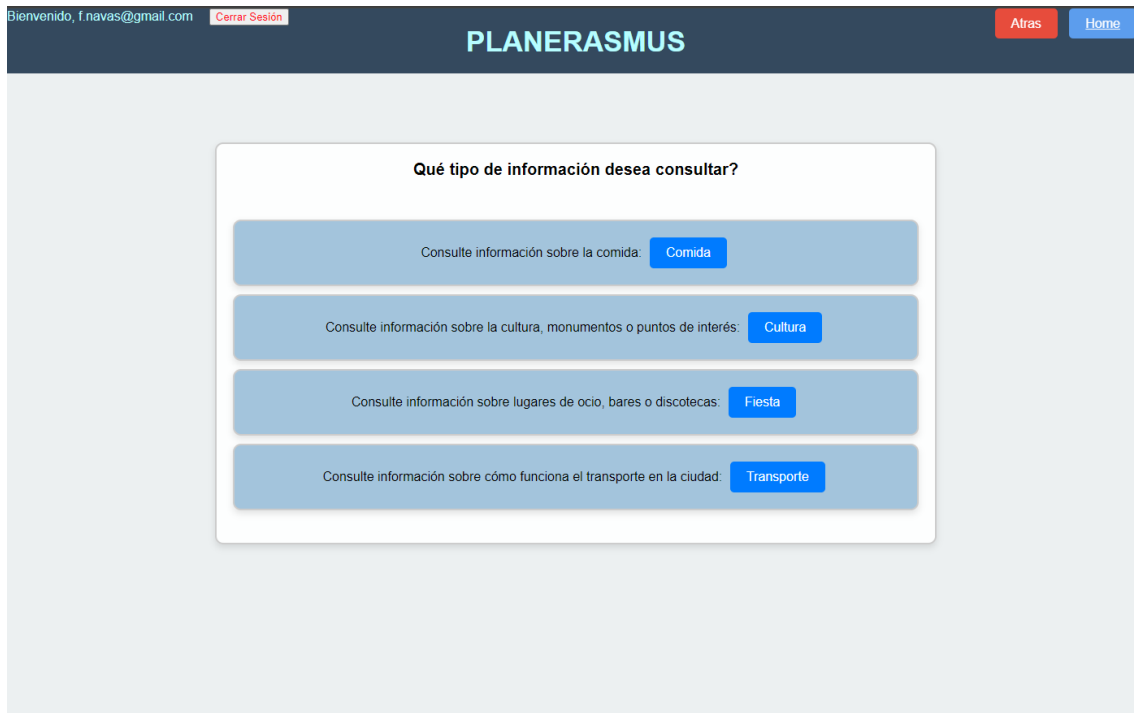 Bienvenido, f.navas@gmail.com Cerrar Sesión
PLANERASMUS
Atras Home
Qué tipo de información desea consultar?
Consulte información sobre la comida: Comida
Consulte información sobre la cultura, monumentos o puntos de interés: Cultura
Consulte información sobre lugares de ocio, bares o discotecas: Fiesta
Consulte información sobre cómo funciona el transporte en la ciudad: Transporte